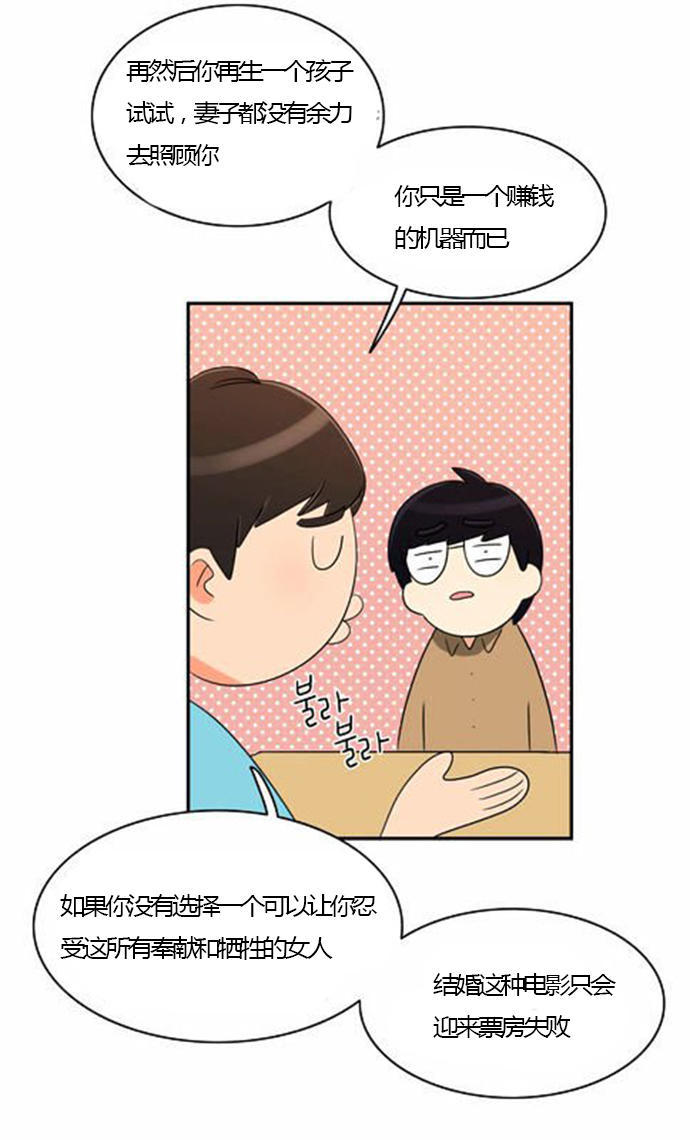 再然后你再生一个孩子
试试，妻子都没有余力
去照顾你
你只是一个赚钱
的机器而已
불라
불라
如果你没有选择一个可以让你忍
受这所有奉献和牺牲的女人
结婚这种电影只会
迎来票房失败